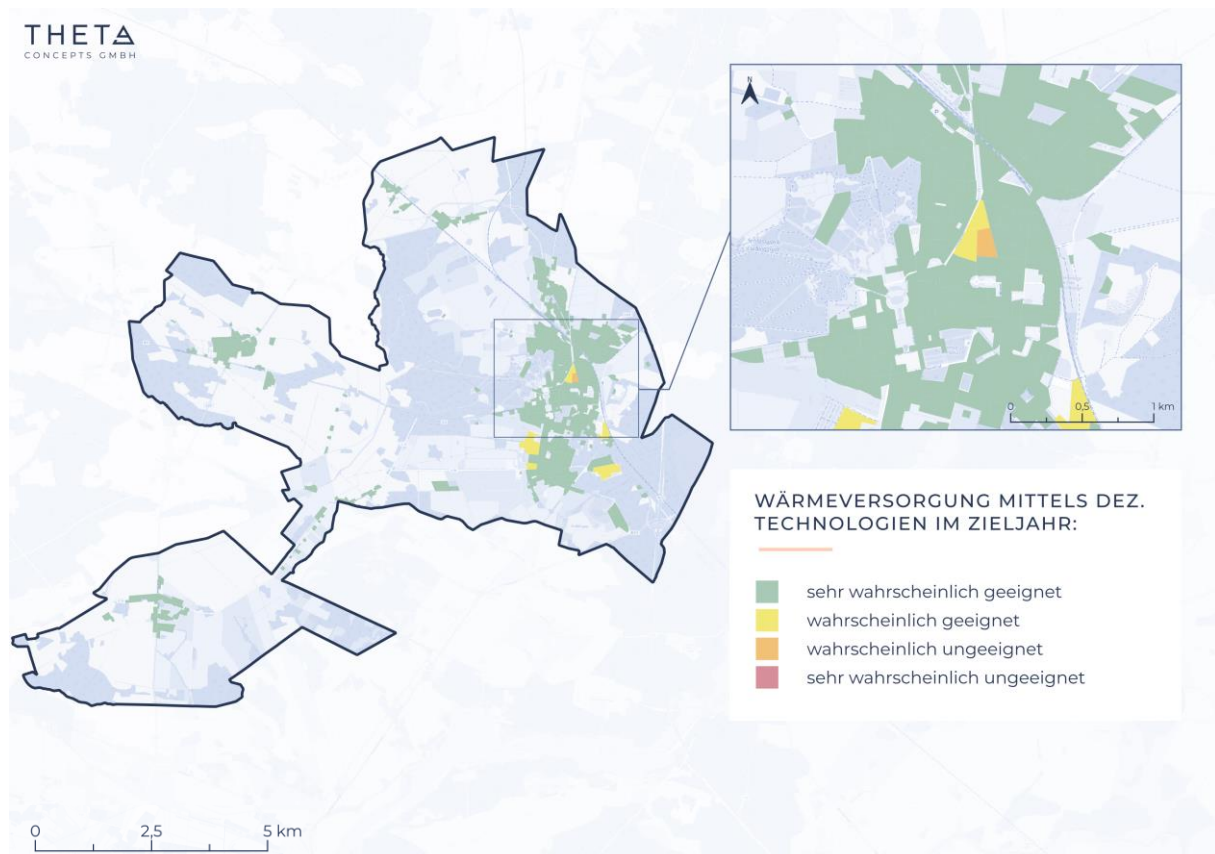 THETA
CONCEPTS GMBH
N
0 0,5 1 km
WÄRMEVERSORGUNG MITTELS DEZ.
TECHNOLOGIEN IM ZIELJAHR:
sehr wahrscheinlich geeignet
wahrscheinlich geeignet
wahrscheinlich ungeeignet
sehr wahrscheinlich ungeeignet
0 2,5 5 km